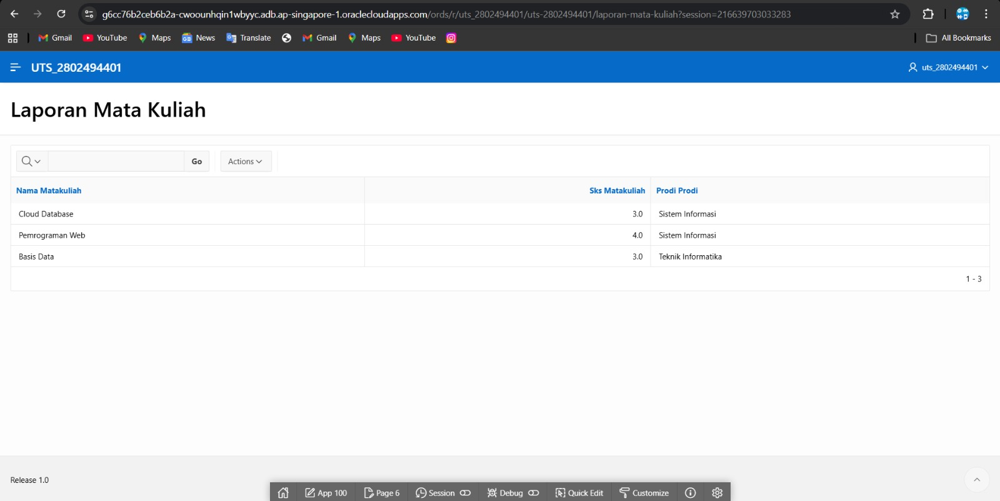 g6cc76b2ceb6b2a-cwoounhqin1wbyyc.adb.ap-singapore-1.oraclecloudapps.com/ords/r/uts_2802494401/uts-2802494401/laporan-mata-kuliah?session=216639703033283
Gmail YouTube Maps News Translate Gmail Maps YouTube All Bookmarks
UTS_2802494401 uts_2802494401
Laporan Mata Kuliah
Go Actions
Nama Matakuliah Sks Matakuliah Prodi Prodi
Cloud Database 3.0 Sistem Informasi
Pemrograman Web 4.0 Sistem Informasi
Basis Data 3.0 Teknik Informatika
1 - 3
Release 1.0
App 100 Page 6 Session Debug Quick Edit Customize